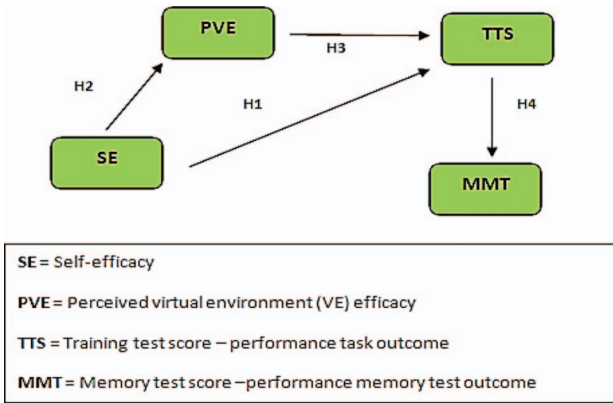 PVE
TTS
H3
H2
H1
H4
SE
MMT
SE = Self-efficacy
PVE = Perceived virtual environment (VE) efficacy
TTS = Training test score – performance task outcome
MMT = Memory test score –performance memory test outcome